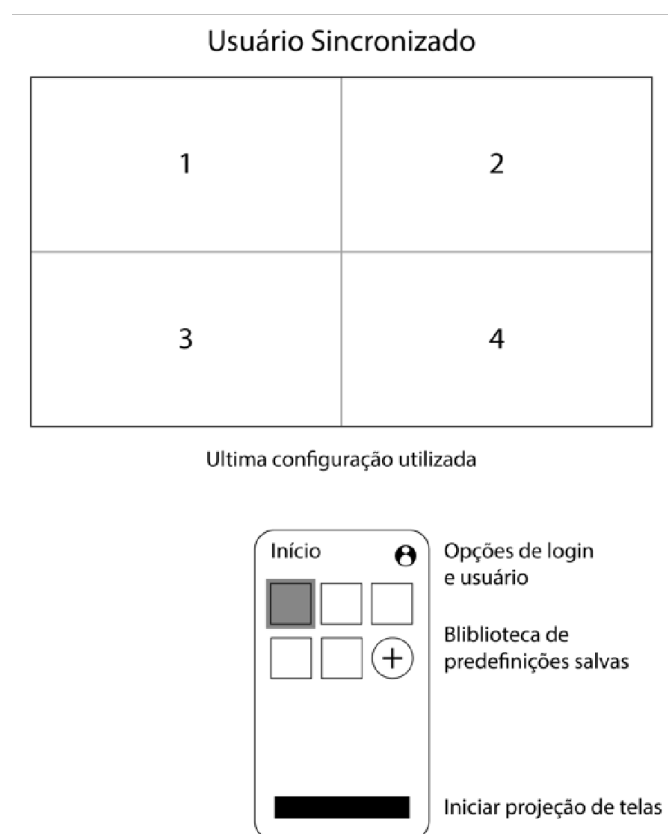 Usuário Sincronizado
1
2
3
4
Ultima configuração utilizada
Início
Opções de login
e usuário
Bliblioteca de
predefinições salvas
Iniciar projeção de telas